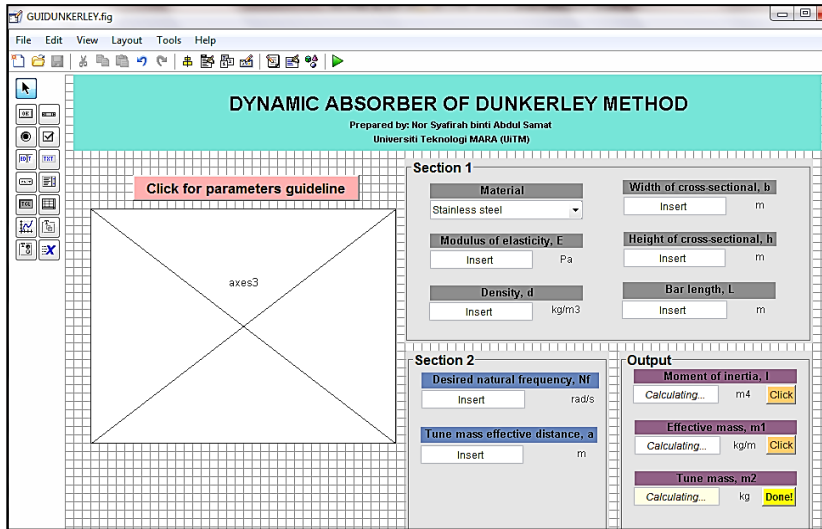 GUIDUNKERLEY.fig
File Edit View Layout Tools Help
DYNAMIC ABSORBER OF DUNKERLEY METHOD
Prepared by: Nor Syafirah binti Abdul Samat
Universiti Teknologi MARA (UiTM)
Click for parameters guideline
axes3
Section 1
Material
Stainless steel
Modulus of elasticity, E
Insert Pa
Density, d
Insert kg/m3
Width of cross-sectional, b
Insert m
Height of cross-sectional, h
Insert m
Bar length, L
Insert m
Section 2
Desired natural frequency, Nf
Insert rad/s
Tune mass effective distance, a
Insert m
Output
Moment of inertia, I
Calculating... m4 Click
Effective mass, m1
Calculating... kg/m Click
Tune mass, m2
Calculating... kg Done!